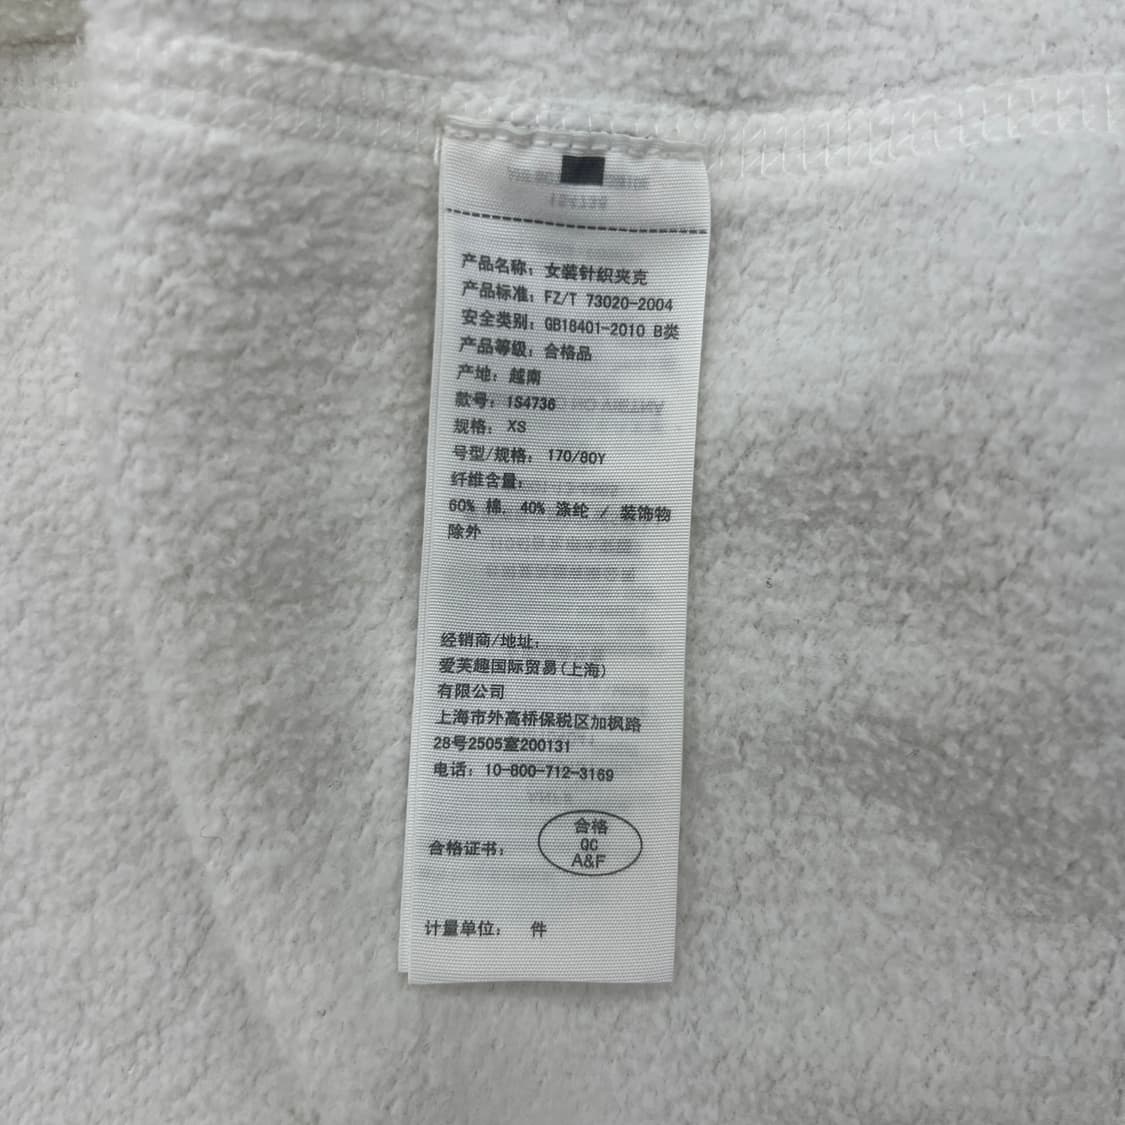 产品名称: 女装针织夹克
产品标准: FZ/T 73020-2004
安全类别: GB18401-2010 B类
产品等级: 合格品
产地: 越南
款号: 1S4736
规格: XS
号型/规格: 170/80Y
纤维含量:
60% 棉, 40% 涤纶 / 装饰物
除外
经销商/地址:
爱芙趣国际贸易(上海)
有限公司
上海市外高桥保税区加枫路
28号2505室200131
电话: 10-800-712-3169
合格
QC
A&F
合格证书:
计量单位: 件